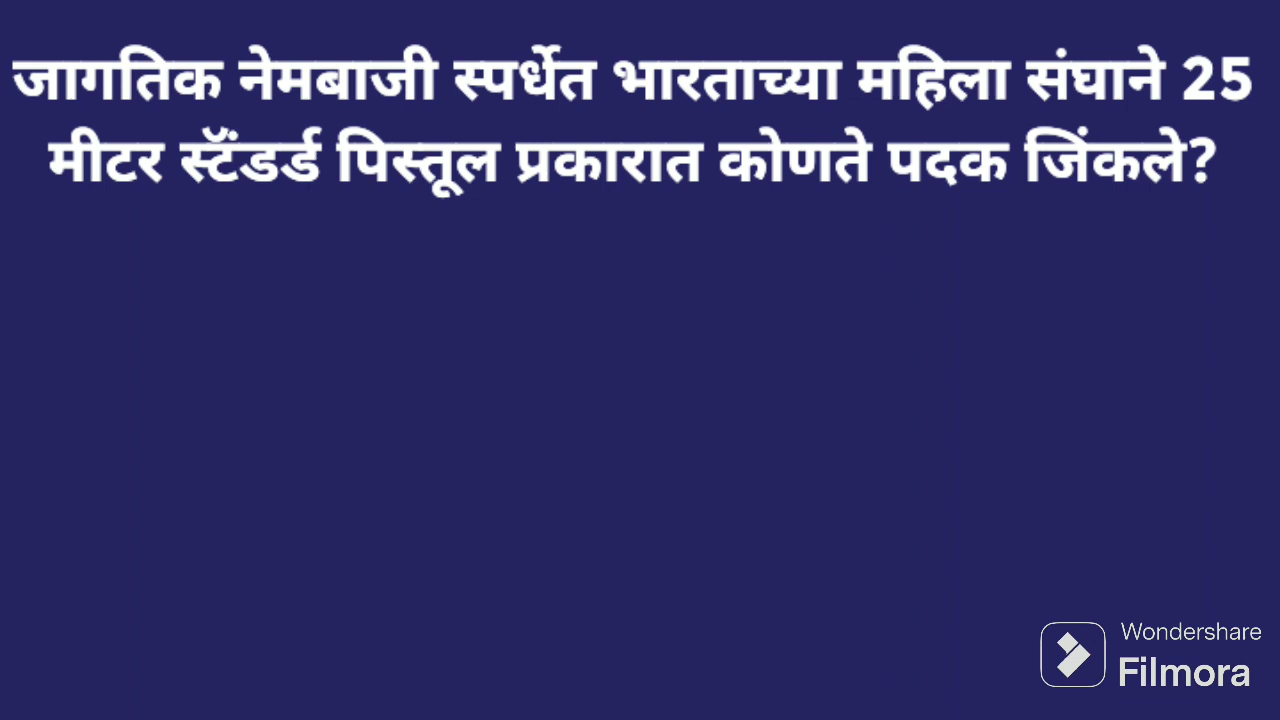 जागतिक नेमबाजी स्पर्धेत भारताच्या महिला संघाने 25
मीटर स्टॅंडर्ड पिस्तूल प्रकारात कोणते पदक जिंकले?
Wondershare
Filmora